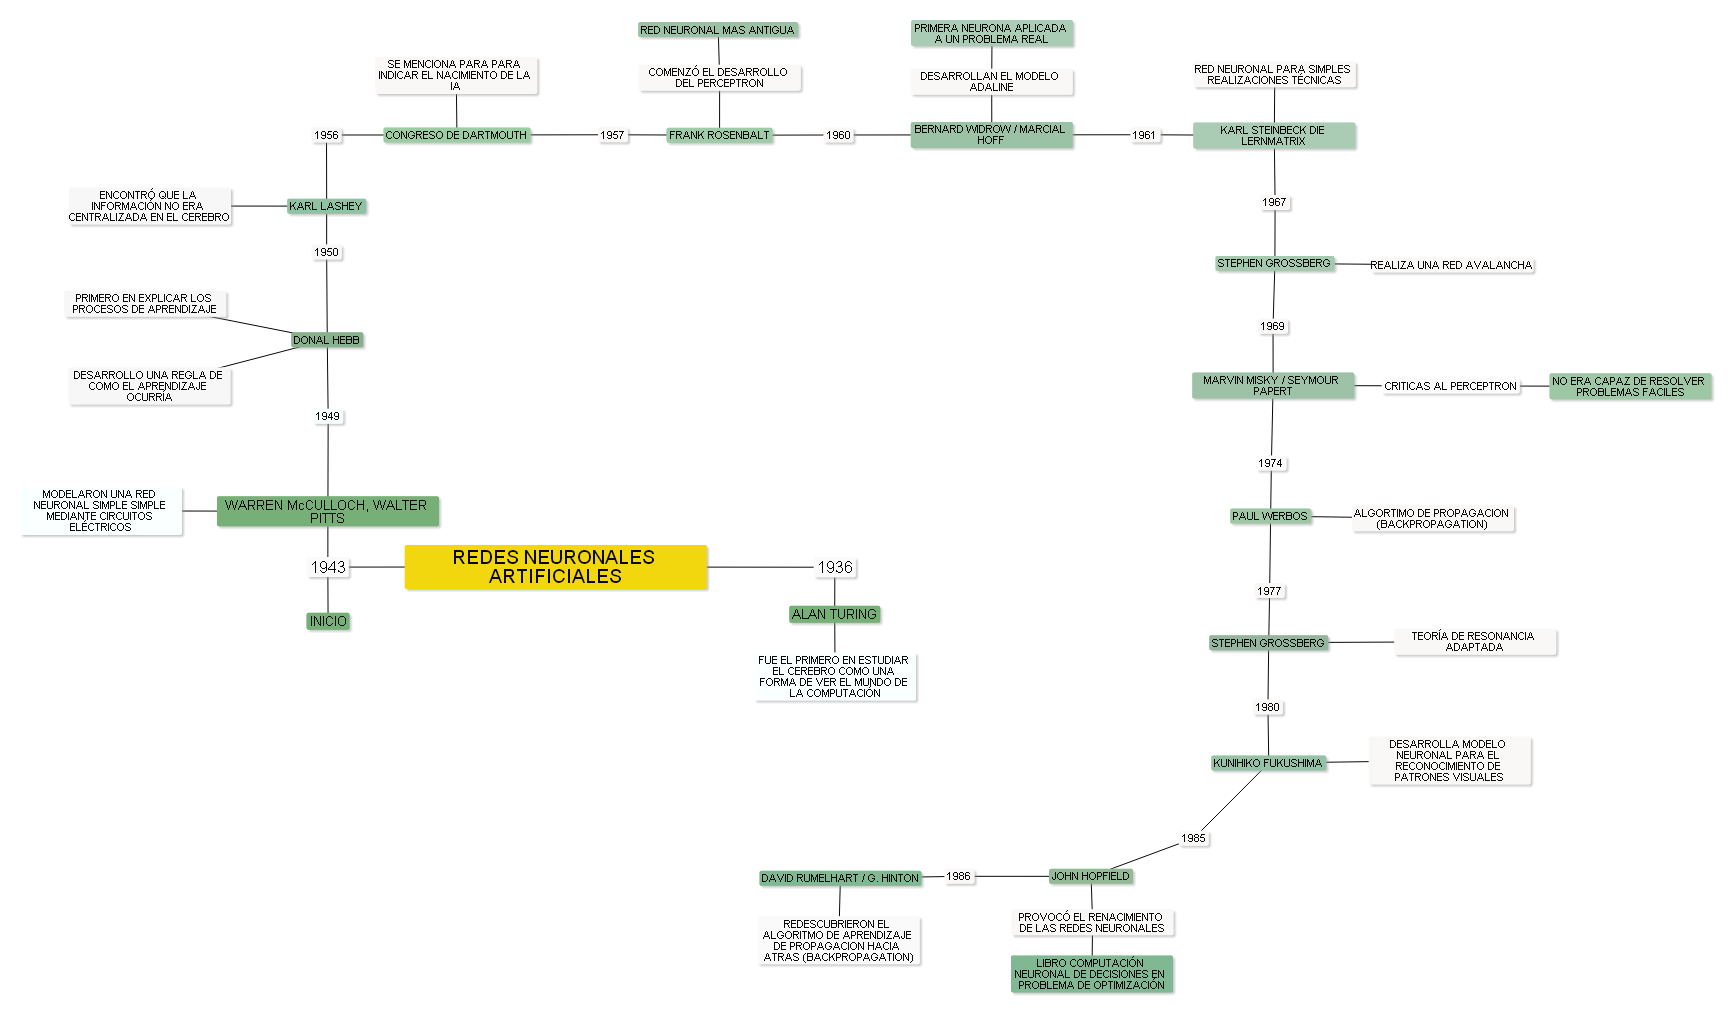 RED NEURONAL MAS ANTIGUA
PRIMERA NEURONA APLICADA
A UN PROBLEMA REAL
SE MENCIONA PARA PARA
INDICAR EL NACIMIENTO DE LA
IA
COMENZÓ EL DESARROLLO
DEL PERCEPTRON
DESARROLLAN EL MODELO
ADALINE
RED NEURONAL PARA SIMPLES
REALIZACIONES TÉCNICAS
1956
CONGRESO DE DARTMOUTH
1957
FRANK ROSENBALT
1960
BERNARD WIDROW / MARCIAL
HOFF
1961
KARL STEINBECK DIE
LERNMATRIX
ENCONTRÓ QUE LA
INFORMACIÓN NO ERA
CENTRALIZADA EN EL CEREBRO
KARL LASHEY
1967
1950
STEPHEN GROSSBERG
REALIZA UNA RED AVALANCHA
PRIMERO EN EXPLICAR LOS
PROCESOS DE APRENDIZAJE
DONAL HEBB
1969
DESARROLLO UNA REGLA DE
COMO EL APRENDIZAJE
OCURRIA
MARVIN MISKY / SEYMOUR
PAPERT
CRITICAS AL PERCEPTRON
NO ERA CAPAZ DE RESOLVER
PROBLEMAS FACILES
1949
1974
MODELARON UNA RED
NEURONAL SIMPLE SIMPLE
MEDIANTE CIRCUITOS
ELÉCTRICOS
WARREN McCULLOCH, WALTER
PITTS
PAUL WERBOS
ALGORTIMO DE PROPAGACION
(BACKPROPAGATION)
1943
REDES NEURONALES
ARTIFICIALES
1936
1977
INICIO
ALAN TURING
STEPHEN GROSSBERG
TEORÍA DE RESONANCIA
ADAPTADA
FUE EL PRIMERO EN ESTUDIAR
EL CEREBRO COMO UNA
FORMA DE VER EL MUNDO DE
LA COMPUTACIÓN
1980
KUNIHIKO FUKUSHIMA
DESARROLLA MODELO
NEURONAL PARA EL
RECONOCIMIENTO DE
PATRONES VISUALES
1985
DAVID RUMELHART / G. HINTON
1986
JOHN HOPFIELD
REDESCUBRIERON EL
ALGORITMO DE APRENDIZAJE
DE PROPAGACION HACIA
ATRAS (BACKPROPAGATION)
PROVOCÓ EL RENACIMIENTO
DE LAS REDES NEURONALES
LIBRO COMPUTACIÓN
NEURONAL DE DECISIONES EN
PROBLEMA DE OPTIMIZACIÓN